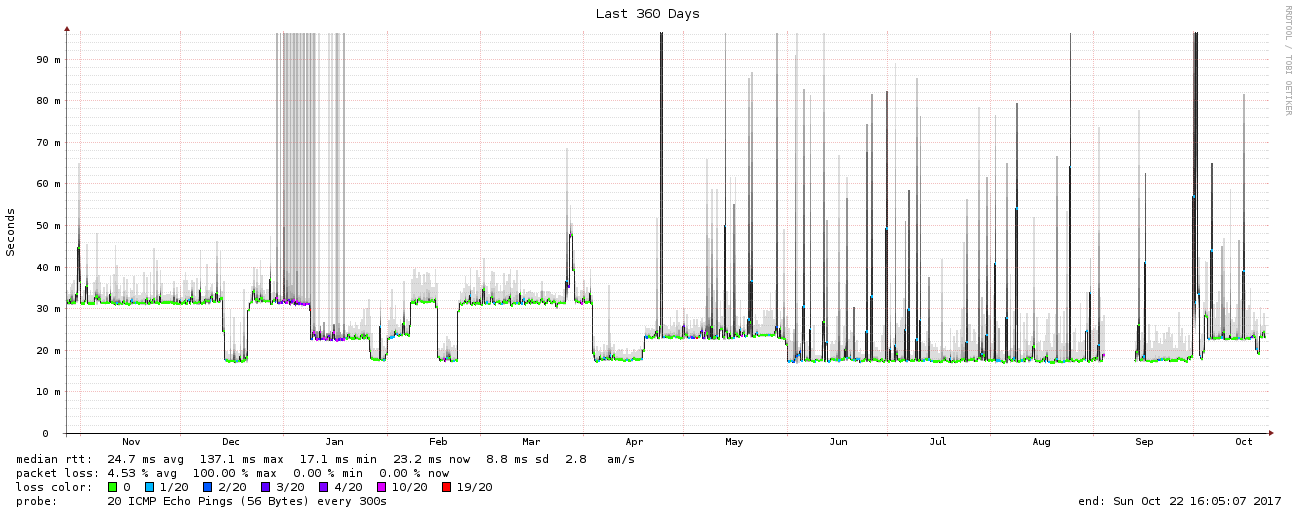 Last 360 Days
RRDTOOL / TOBI OETIKER
Seconds
90 m
80 m
70 m
60 m
50 m
40 m
30 m
20 m
10 m
0
Nov Dec Jan Feb Mar Apr May Jun Jul Aug Sep Oct
median rtt: 24.7 ms avg 137.1 ms max 17.1 ms min 23.2 ms now 8.8 ms sd 2.8 am/s
packet loss: 4.53 % avg 100.00 % max 0.00 % min 0.00 % now
loss color: 0 1/20 2/20 3/20 4/20 10/20 19/20
probe: 20 ICMP Echo Pings (56 Bytes) every 300s end: Sun Oct 22 16:05:07 2017